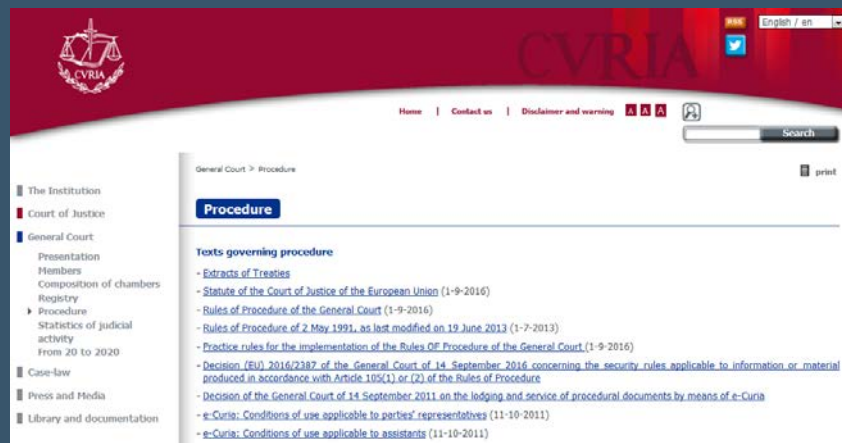 CVRIA
CVRIA
RSS
English / en
Home | Contact us | Disclaimer and warning A A A
Search
General Court > Procedure
print
The Institution
Court of Justice
General Court
Presentation
Members
Composition of chambers
Registry
Procedure
Statistics of judicial
activity
From 20 to 2020
Case-law
Press and Media
Library and documentation
Procedure
Texts governing procedure
- Extracts of Treaties
- Statute of the Court of Justice of the European Union (1-9-2016)
- Rules of Procedure of the General Court (1-9-2016)
- Rules of Procedure of 2 May 1991, as last modified on 19 June 2013 (1-7-2013)
- Practice rules for the implementation of the Rules OF Procedure of the General Court (1-9-2016)
- Decision (EU) 2016/2387 of the General Court of 14 September 2016 concerning the security rules applicable to information or material
produced in accordance with Article 105(1) or (2) of the Rules of Procedure
- Decision of the General Court of 14 September 2011 on the lodging and service of procedural documents by means of e-Curia
- e-Curia: Conditions of use applicable to parties' representatives (11-10-2011)
- e-Curia: Conditions of use applicable to assistants (11-10-2011)